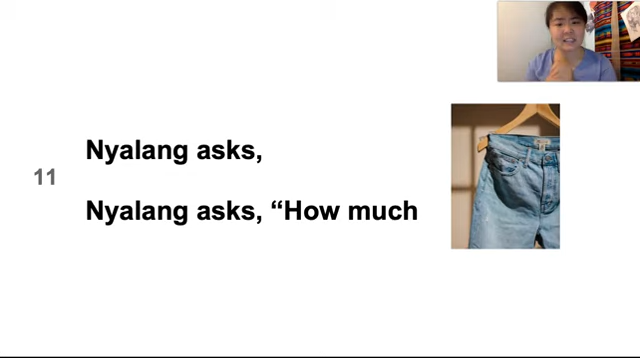 Nyalang asks,
11
Nyalang asks, “How much